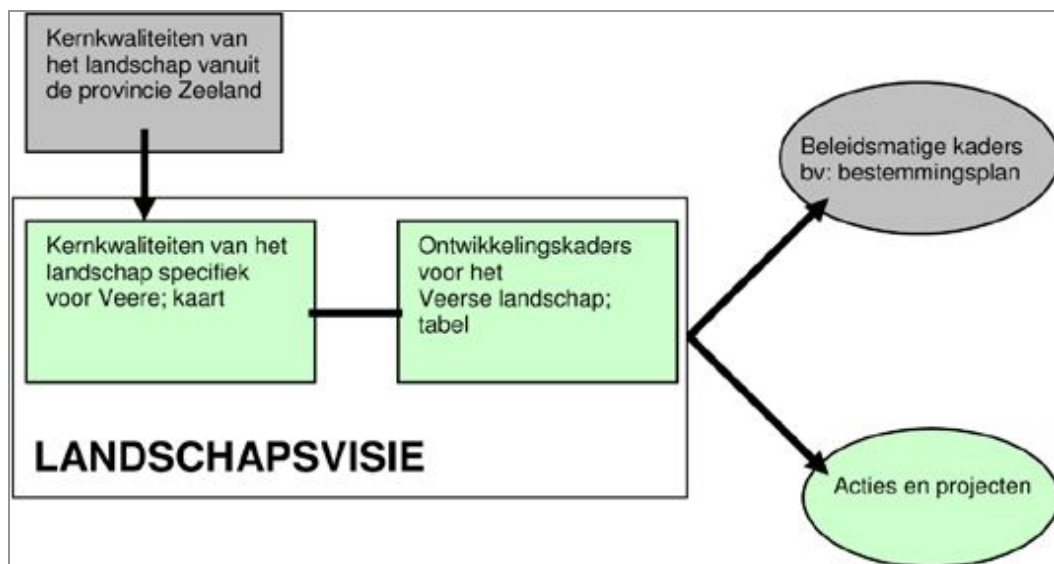 Kernkwaliteiten van
het landschap vanuit
de provincie Zeeland
Beleidsmatige kaders
bv: bestemmingsplan
Kernkwaliteiten van het
landschap specifiek
voor Veere; kaart
Ontwikkelingskaders
voor het
Veerse landschap;
tabel
LANDSCHAPSVISIE
Acties en projecten